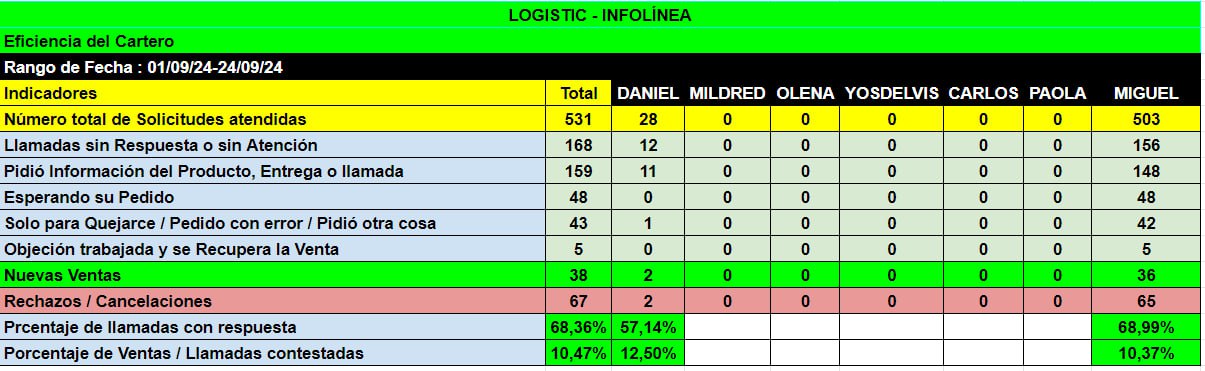 LOGISTIC - INFOLÍNEA
Eficiencia del Cartero
Rango de Fecha : 01/09/24-24/09/24
Indicadores Total DANIEL MILDRED OLENA YOSDELVIS CARLOS PAOLA MIGUEL
Número total de Solicitudes atendidas 531 28 0 0 0 0 0 503
Llamadas sin Respuesta o sin Atención 168 12 0 0 0 0 0 156
Pidió Información del Producto, Entrega o llamada 159 11 0 0 0 0 0 148
Esperando su Pedido 48 0 0 0 0 0 0 48
Solo para Quejarce / Pedido con error / Pidió otra cosa 43 1 0 0 0 0 0 42
Objeción trabajada y se Recupera la Venta 5 0 0 0 0 0 0 5
Nuevas Ventas 38 2 0 0 0 0 0 36
Rechazos / Cancelaciones 67 2 0 0 0 0 0 65
Prcentaje de llamadas con respuesta 68,36% 57,14% 68,99%
Porcentaje de Ventas / Llamadas contestadas 10,47% 12,50% 10,37%